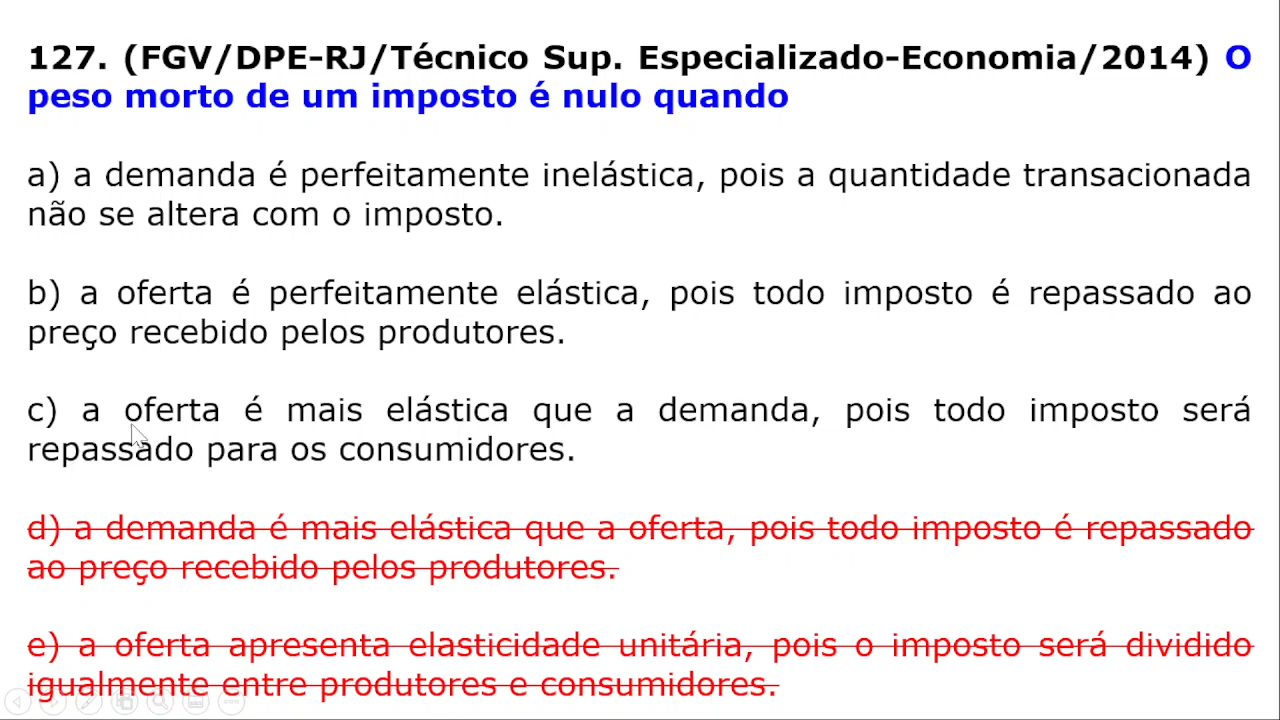 127. (FGV/DPE-RJ/Técnico Sup. Especializado-Economia/2014) O
peso morto de um imposto é nulo quando
a) a demanda é perfeitamente inelástica, pois a quantidade transacionada
não se altera com o imposto.
b) a oferta é perfeitamente elástica, pois todo imposto é repassado ao
preço recebido pelos produtores.
c) a oferta é mais elástica que a demanda, pois todo imposto será
repassado para os consumidores.
d) a demanda é mais elástica que a oferta, pois todo imposto é repassado
ao preço recebido pelos produtores.
e) a oferta apresenta elasticidade unitária, pois o imposto será dividido
igualmente entre produtores e consumidores.